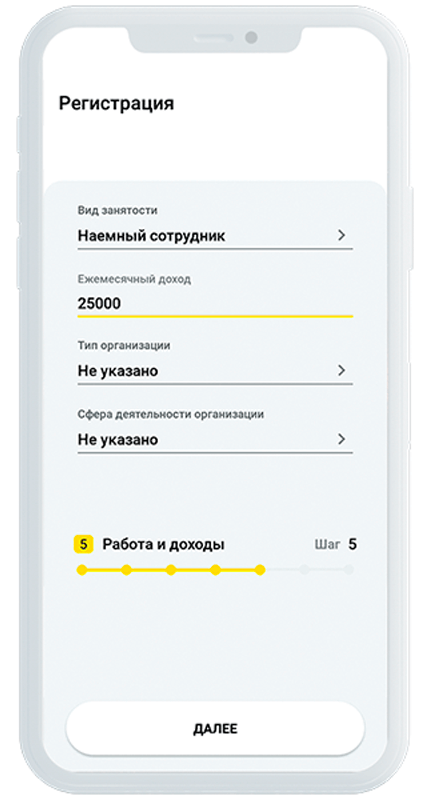 Регистрация
Вид занятости
Наемный сотрудник
Ежемесячный доход
25000
Тип организации
Не указано
Сфера деятельности организации
Не указано
5 Работа и доходы Шаг 5
ДАЛЕЕ